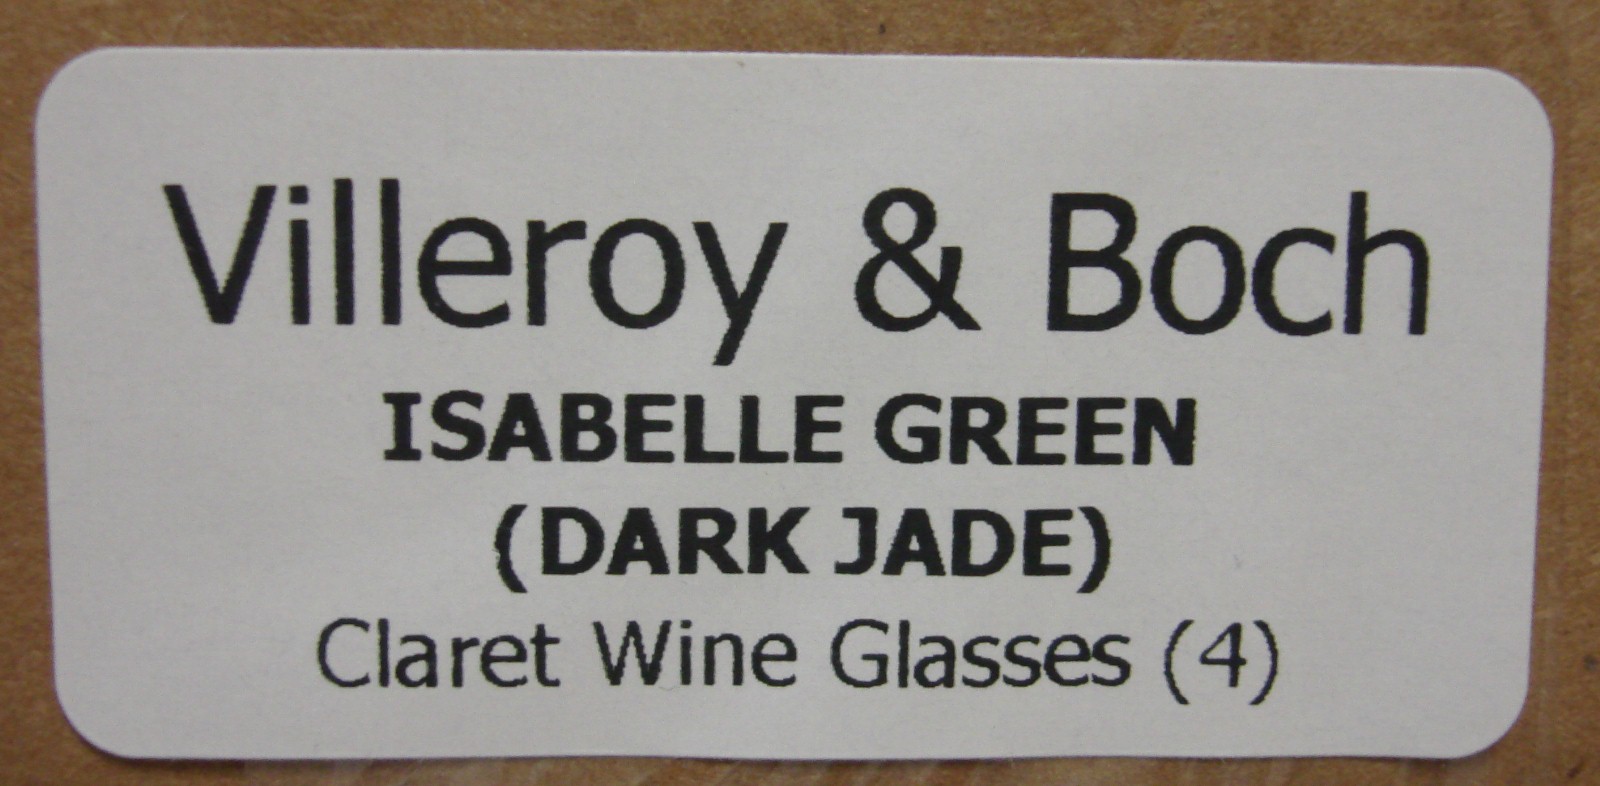 Villeroy & Boch
ISABELLE GREEN
(DARK JADE)
Claret Wine Glasses (4)